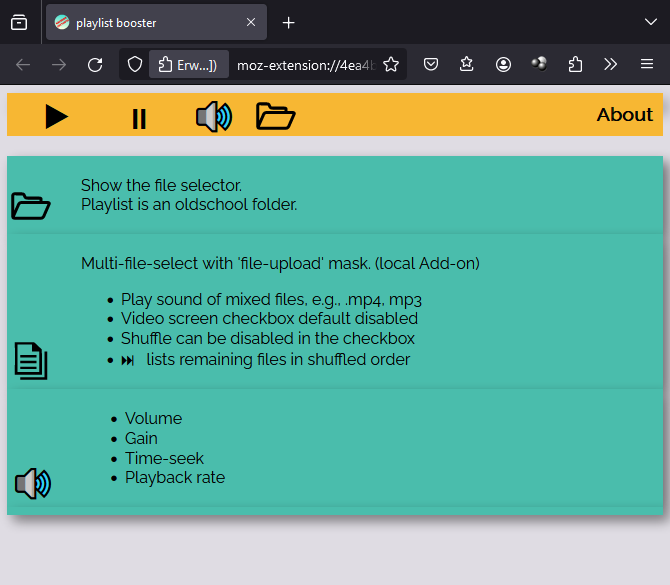 playlist booster
Erw...])
moz-extension://4ea4
About
Show the file selector.
Playlist is an oldschool folder.
Multi-file-select with 'file-upload' mask. (local Add-on)
Play sound of mixed files, e.g., .mp4, mp3
Video screen checkbox default disabled
Shuffle can be disabled in the checkbox
⏭ lists remaining files in shuffled order
Volume
Gain
Time-seek
Playback rate